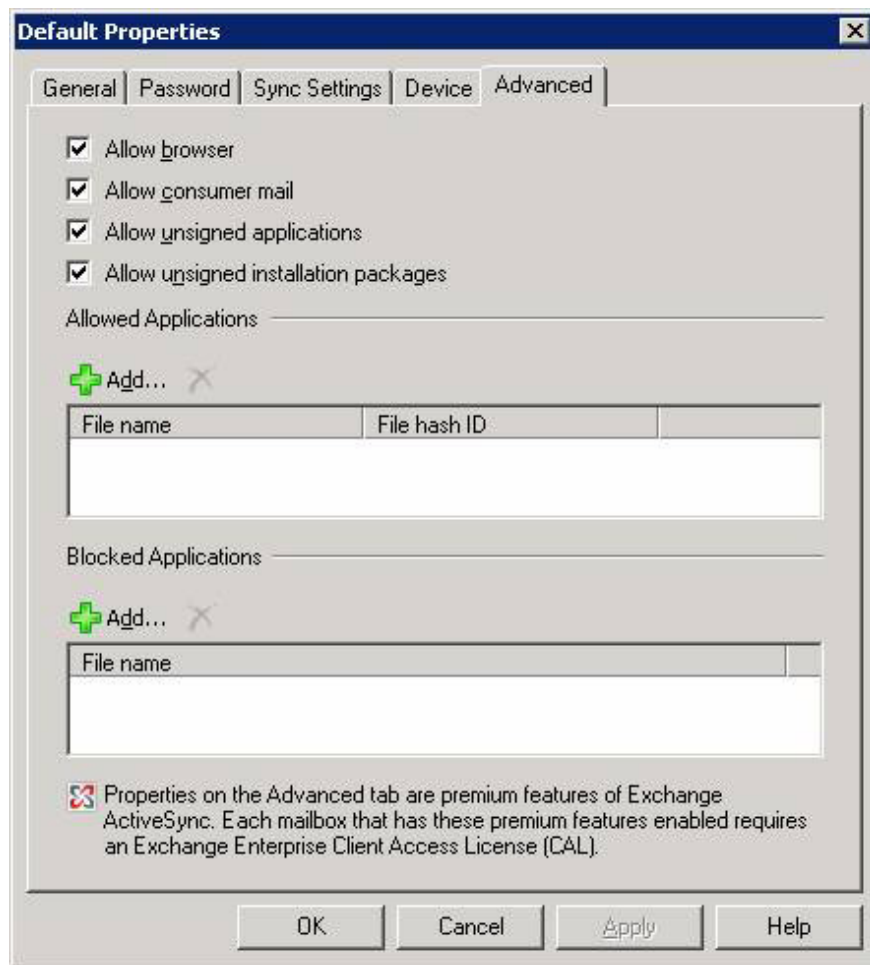 Default Properties
General Password Sync Settings Device Advanced
Allow browser
Allow consumer mail
Allow unsigned applications
Allow unsigned installation packages
Allowed Applications
Add...
File name File hash ID
Blocked Applications
Add...
File name
Properties on the Advanced tab are premium features of Exchange
ActiveSync. Each mailbox that has these premium features enabled requires
an Exchange Enterprise Client Access License (CAL).
OK Cancel Apply Help